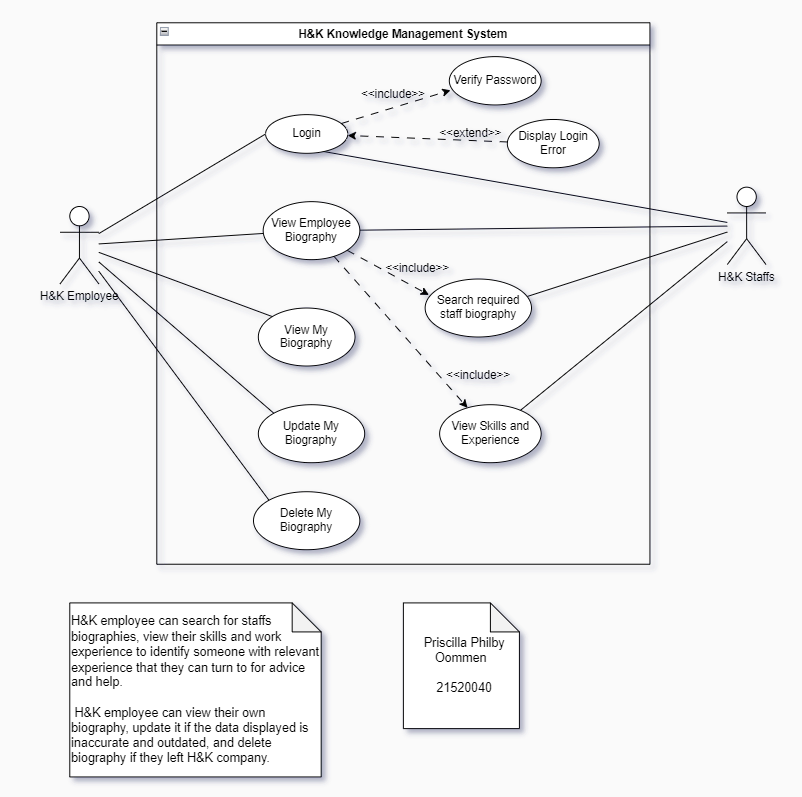 H&K Knowledge Management System
Verify Password
<<include>>
Login
<<extend>>
Display Login
Error
View Employee
Biography
<<include>>
H&K Staffs
H&K Employee
Search required
staff biography
View My
Biography
<<include>>
Update My
Biography
View Skills and
Experience
Delete My
Biography
H&K employee can search for staffs
biographies, view their skills and work
experience to identify someone with relevant
experience that they can turn to for advice
and help.
H&K employee can view their own
biography, update it if the data displayed is
inaccurate and outdated, and delete
biography if they left H&K company.
Priscilla Philby
Oommen
21520040